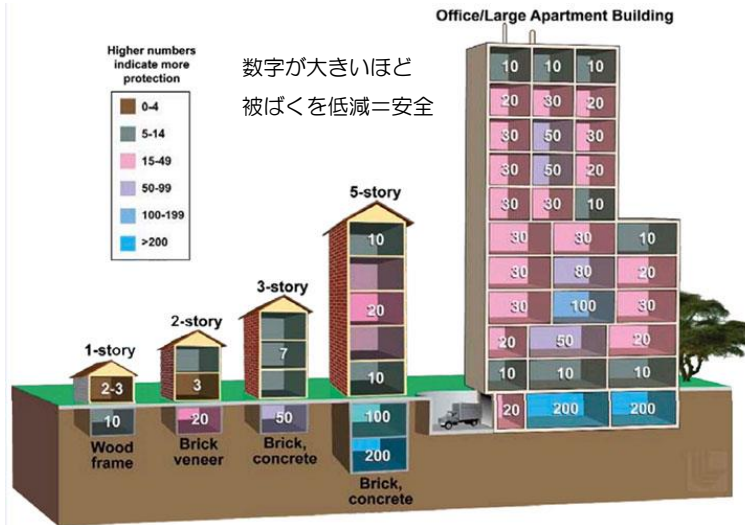 Office/Large Apartment Building
Higher numbers
indicate more
protection
0-4
5-14
15-49
50-99
100-199
>200
数字が大きいほど
被ばくを低減＝安全
1-story
2-3
10
Wood
frame
2-story
3
20
Brick
veneer
3-story
7
50
Brick,
concrete
5-story
10
20
10
100
200
Brick,
concrete
10 10 10
20 30 20
30 50 30
30 50 20
30 30 10
30 30 10
30 80 20
30 100 30
20 50 20
10 10 10
20 200 200